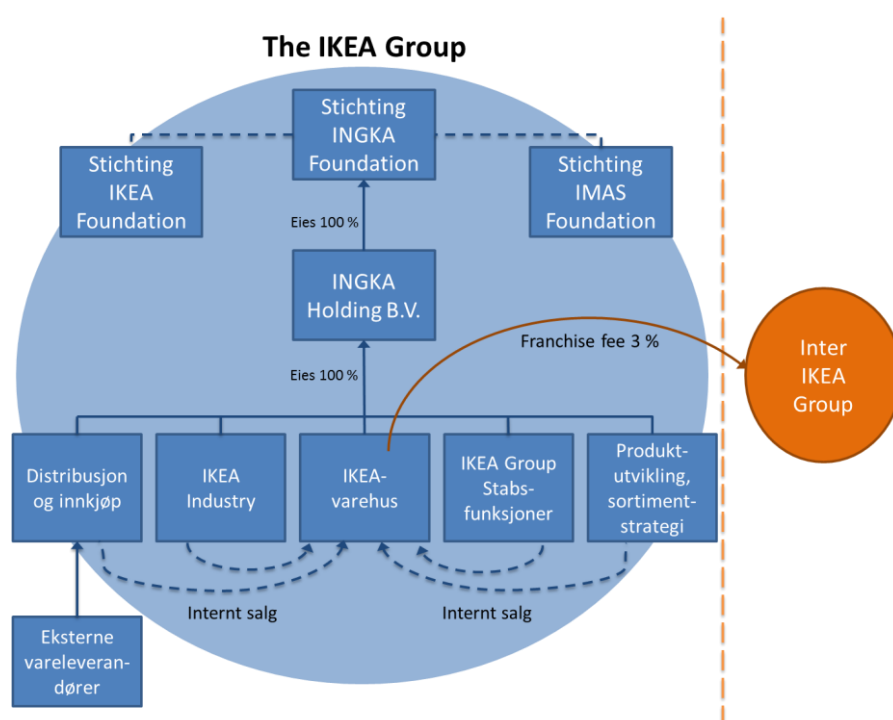 The IKEA Group
Stichting
INGKA
Foundation
Stichting
IKEA
Foundation
Stichting
IMAS
Foundation
Eies 100 %
INGKA
Holding B.V.
Franchise fee 3 %
Inter
IKEA
Group
Eies 100 %
Distribusjon
og innkjøp
IKEA
Industry
IKEA-
varehus
IKEA Group
Stabs-
funksjoner
Produkt-
utvikling,
sortiment-
strategi
Internt salg
Internt salg
Eksterne
vareleveran-
dører